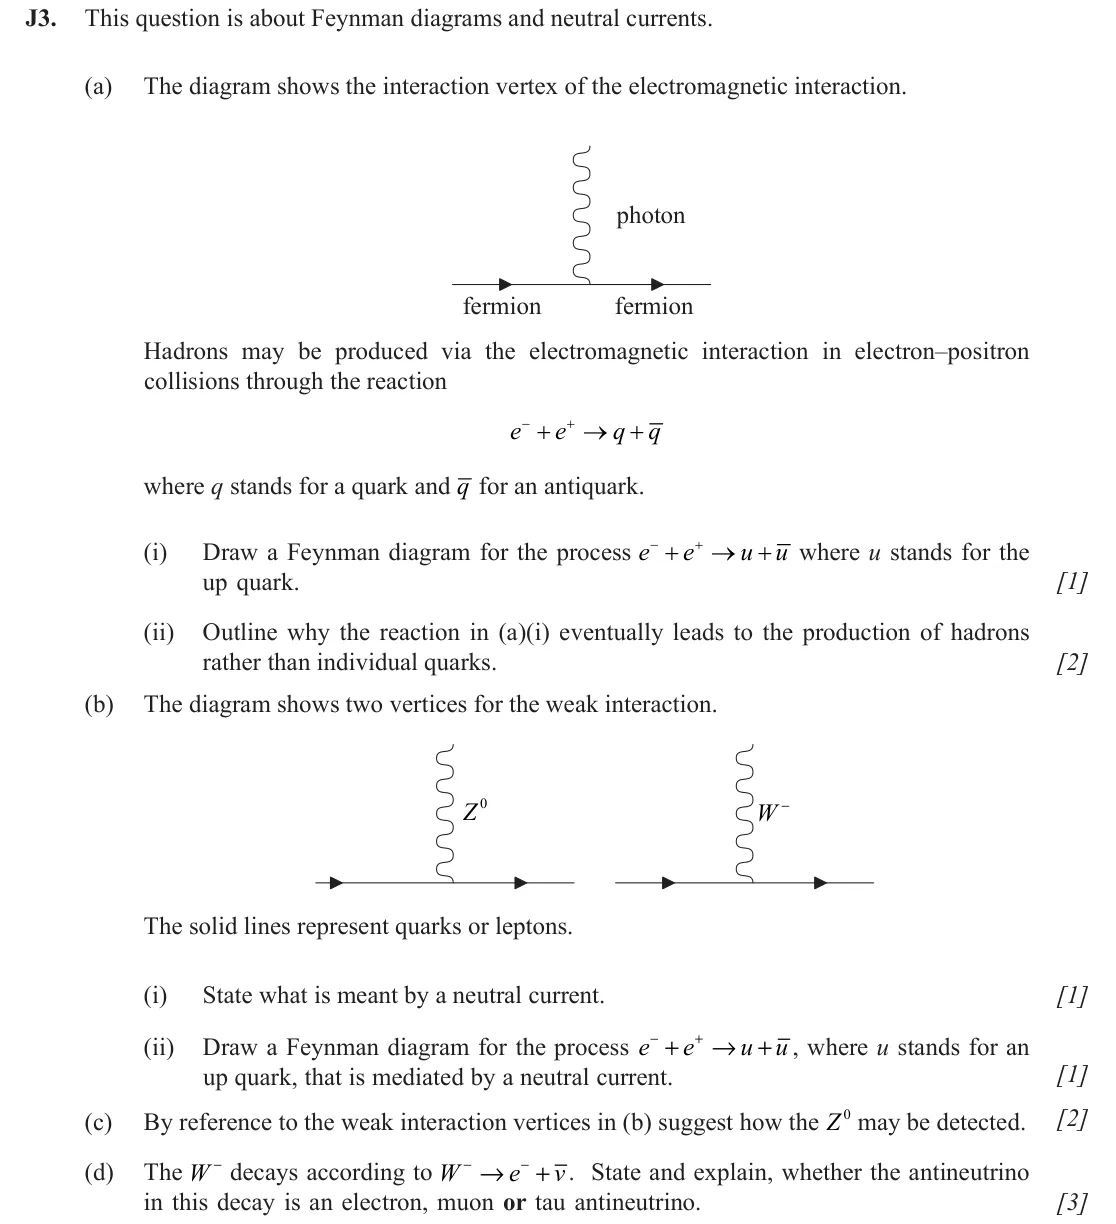 J3. This question is about Feynman diagrams and neutral currents.
(a) The diagram shows the interaction vertex of the electromagnetic interaction.
photon
fermion fermion
Hadrons may be produced via the electromagnetic interaction in electron–positron
collisions through the reaction
e⁻ + e⁺ → q + q̅
where q stands for a quark and q̅ for an antiquark.
(i) Draw a Feynman diagram for the process e⁻ + e⁺ → u + u̅ where u stands for the
up quark. [1]
(ii) Outline why the reaction in (a)(i) eventually leads to the production of hadrons
rather than individual quarks. [2]
(b) The diagram shows two vertices for the weak interaction.
Z⁰ W⁻
The solid lines represent quarks or leptons.
(i) State what is meant by a neutral current. [1]
(ii) Draw a Feynman diagram for the process e⁻ + e⁺ → u + u̅, where u stands for an
up quark, that is mediated by a neutral current. [1]
(c) By reference to the weak interaction vertices in (b) suggest how the Z⁰ may be detected. [2]
(d) The W⁻ decays according to W⁻ → e⁻ + ν̅. State and explain, whether the antineutrino
in this decay is an electron, muon or tau antineutrino. [3]